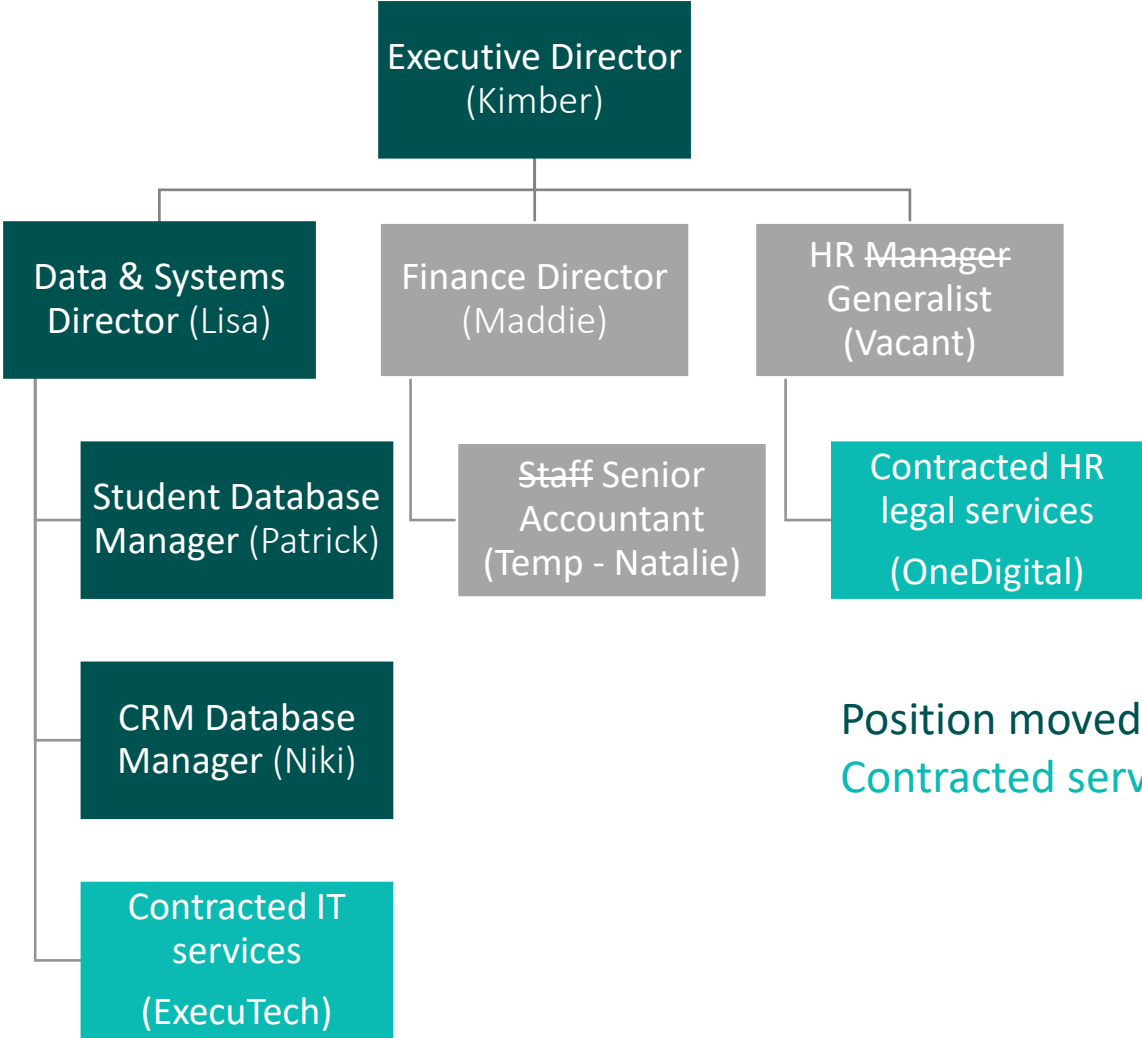 Executive Director
(Kimber)
Data & Systems
Director (Lisa)
Finance Director
(Maddie)
HR Manager
Generalist
(Vacant)
Student Database
Manager (Patrick)
Staff Senior
Accountant
(Temp - Natalie)
Contracted HR
legal services
(OneDigital)
CRM Database
Manager (Niki)
Position moved
Contracted serv
Contracted IT
services
(ExecuTech)